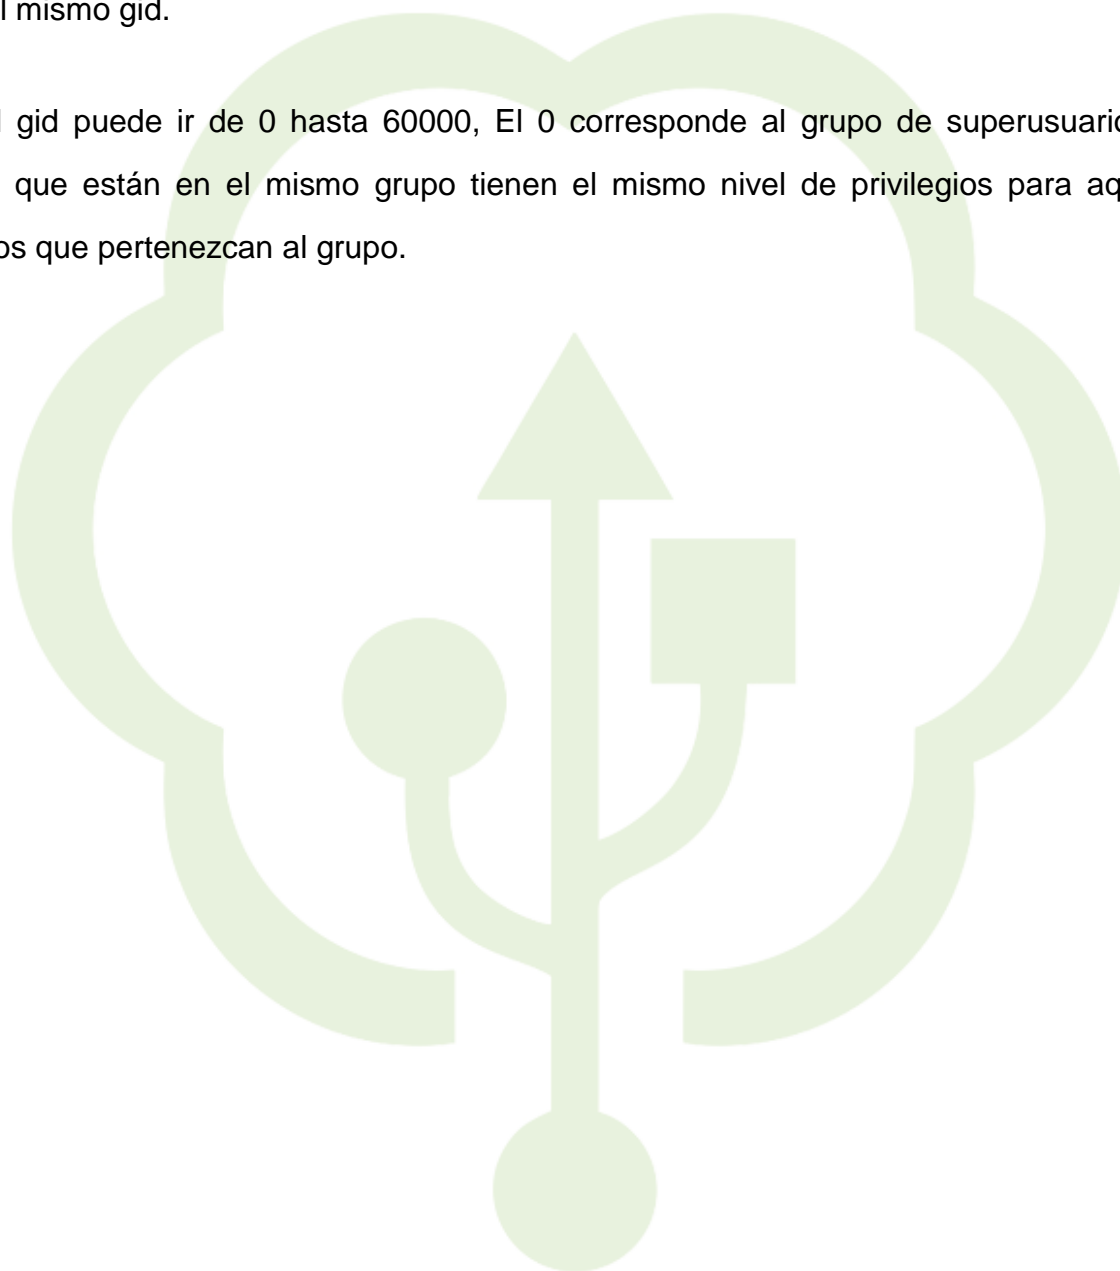 l mismo gid.
l gid puede ir de 0 hasta 60000, El 0 corresponde al grupo de superusuario
que están en el mismo grupo tienen el mismo nivel de privilegios para aq
os que pertenezcan al grupo.